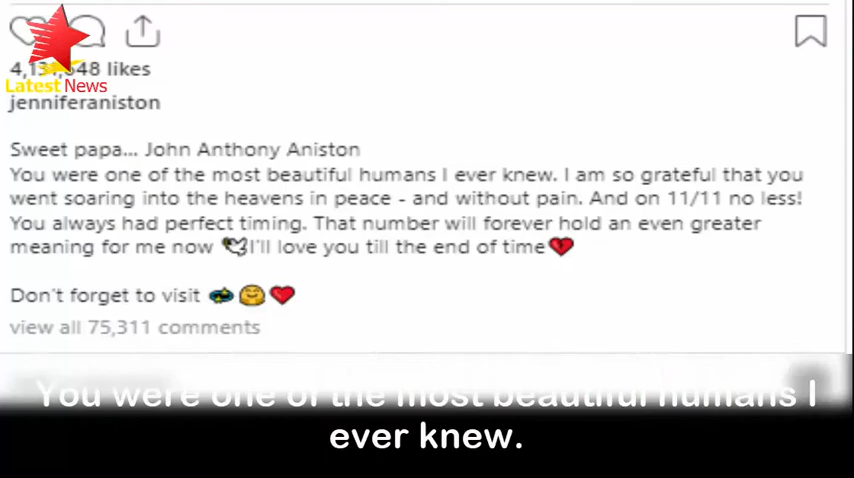 4,131,648 likes
Latest News
jenniferaniston
Sweet papa... John Anthony Aniston
You were one of the most beautiful humans I ever knew. I am so grateful that you
went soaring into the heavens in peace - and without pain. And on 11/11 no less!
You always had perfect timing. That number will forever hold an even greater
meaning for me now 🕊I'll love you till the end of time💔
Don't forget to visit 🌠🤗❤️
view all 75,311 comments
You were one of the most beautiful humans I
ever knew.